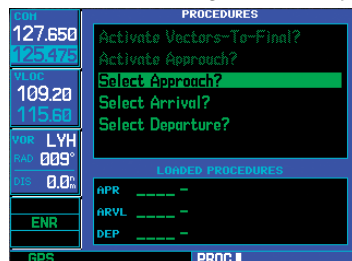 COM
127.650
125.475
VLOC
109.20
115.60
VOR LYH
RAD 009°
DIS 0.0nm
ENR
GPS
PROCEDURES
Activate Vectors-To-Final?
Activate Approach?
Select Approach?
Select Arrival?
Select Departure?
LOADED PROCEDURES
APR ____-
ARVL ____-
DEP ____-
PROC